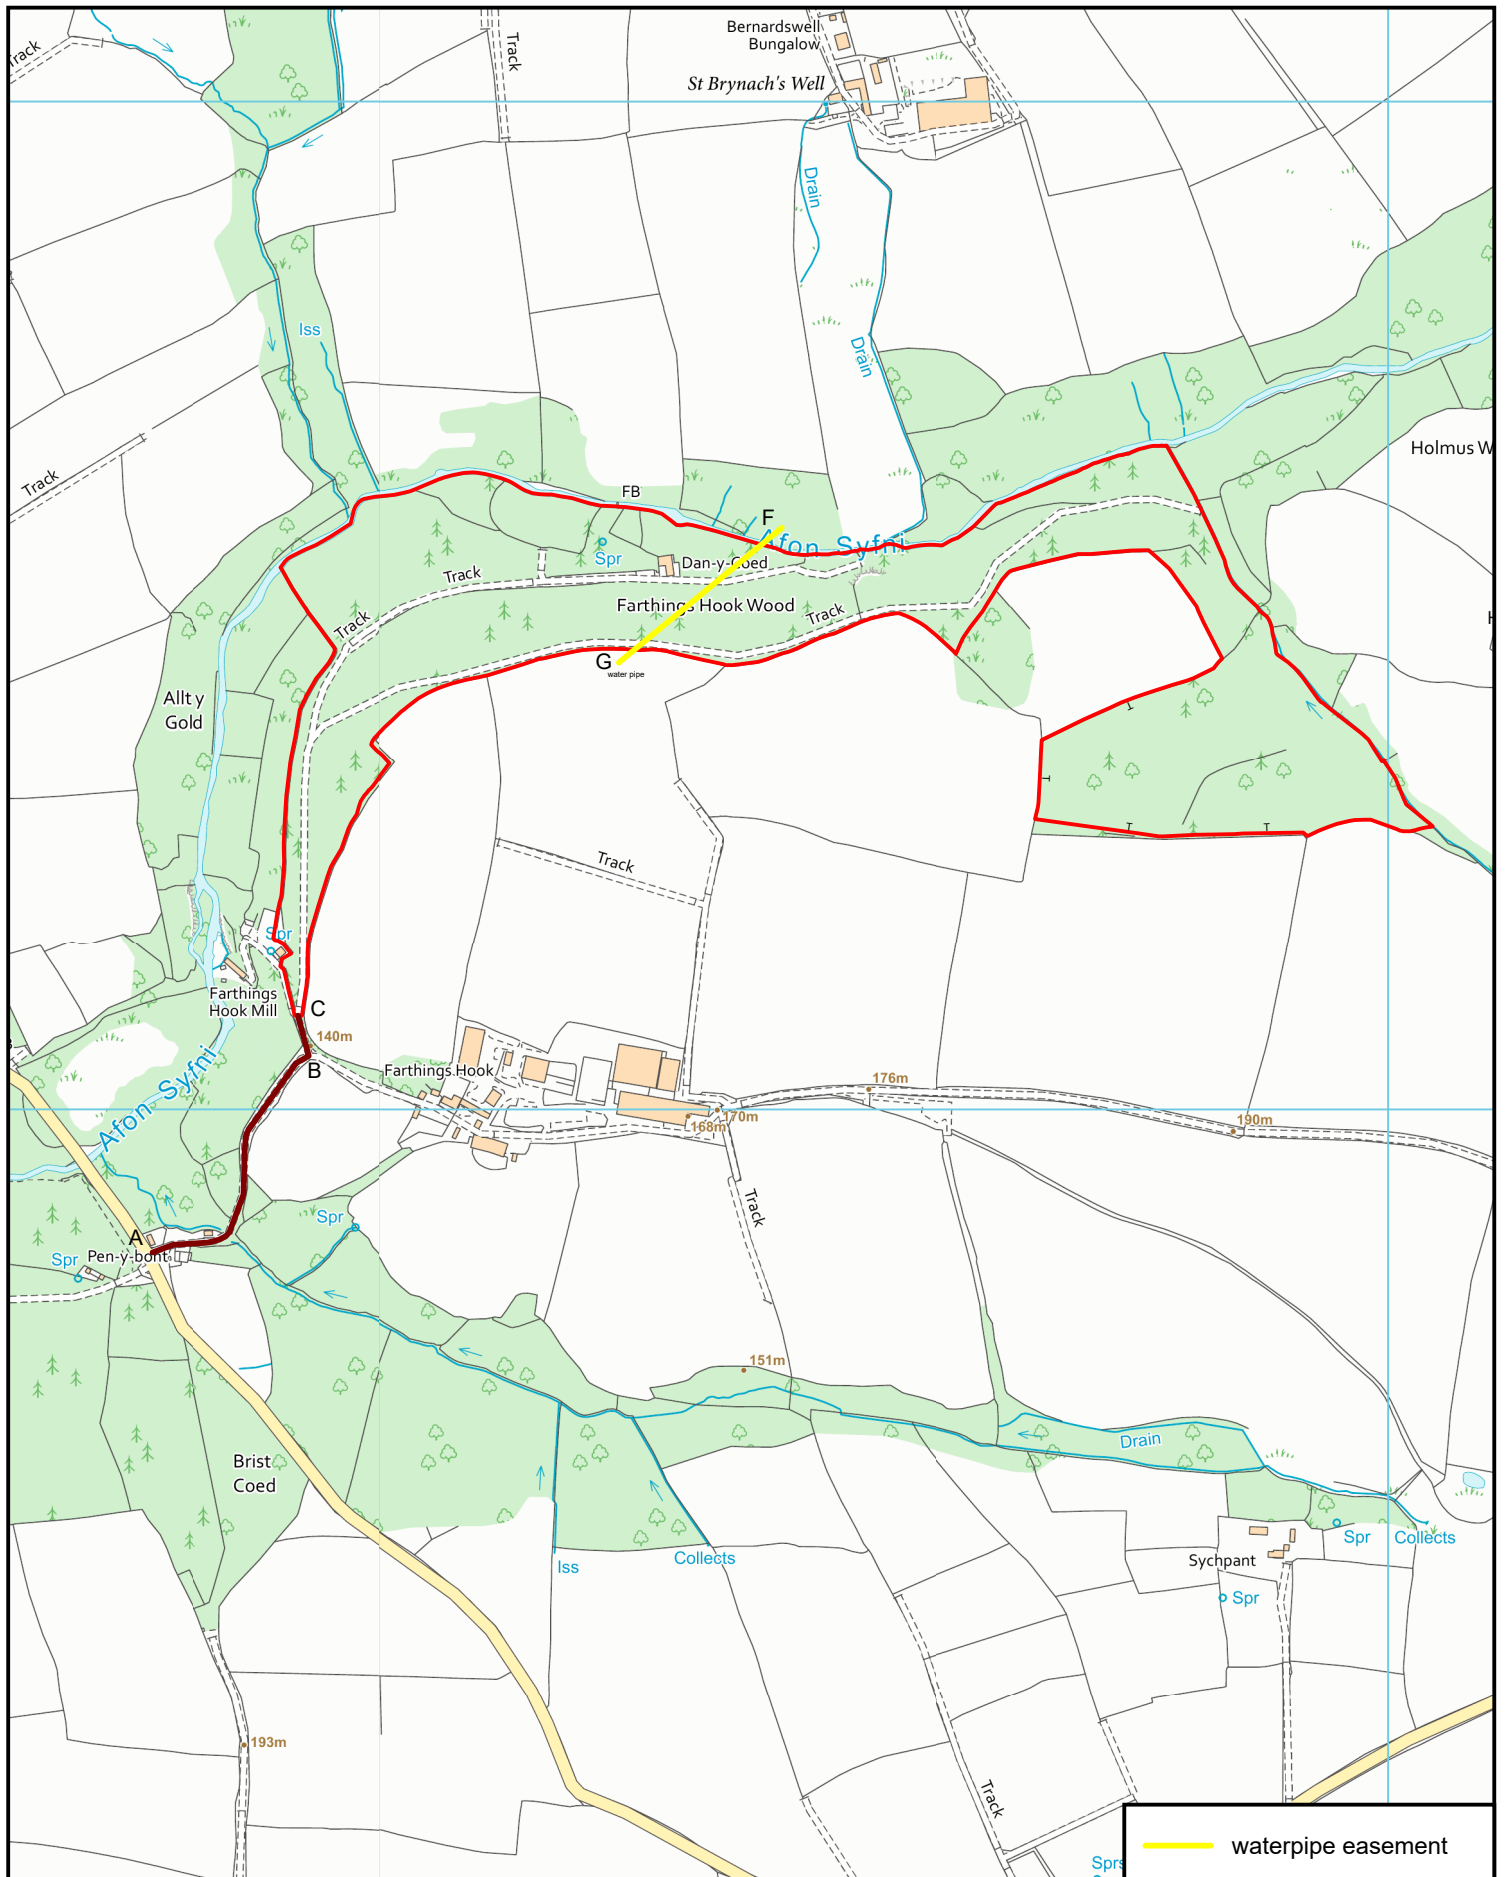 Bernardswell
Bungalow
Track
Track
St Brynach's Well
Drain
Iss
Drain
Holmus W
Track
FB
F
Afon Syfni
Spr
Dan-y-Coed
Track
Farthings Hook Wood
Track
Track
G
water pipe
Allt y
Gold
Track
Spr
Farthings
Hook Mill
C
140m
B
Farthings Hook
176m
Afon Syfni
170m
168m
190m
Track
Spr
A
Pen-y-bont
Spr
151m
Brist
Coed
Drain
Iss
Collects
Spr
Collects
Sychpant
Spr
193m
Track
Sprs
waterpipe easement